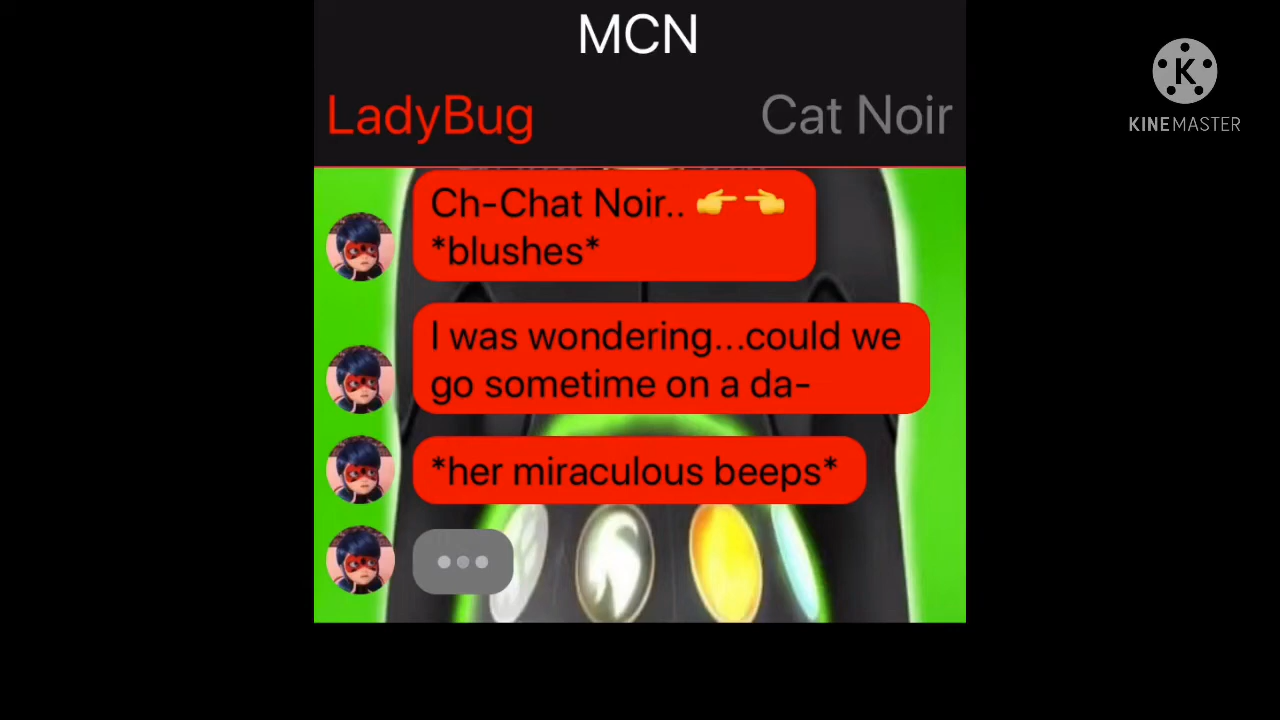 MCN
LadyBug Cat Noir
K
KINEMASTER
Ch-Chat Noir.. 👉👈
*blushes*
I was wondering...could we
go sometime on a da-
*her miraculous beeps*